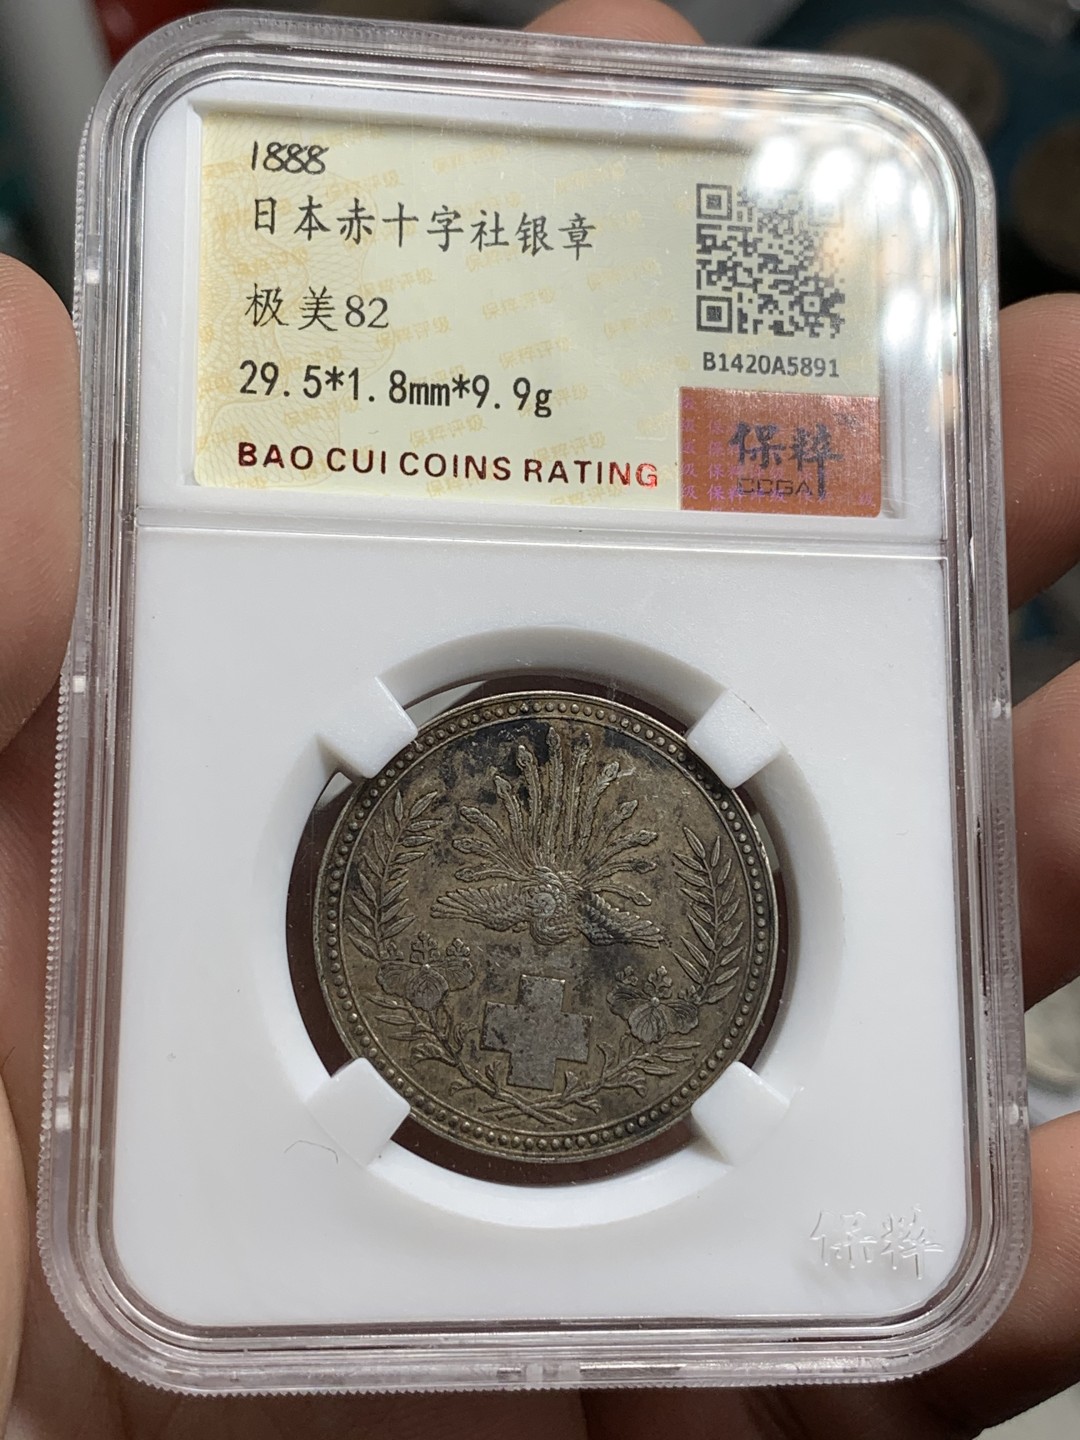 1888
日本赤十字社银章
极美82
29.5*1.8mm*9.9g
BAO CUI COINS RATING
B1420A5891
保粹
CCGA
保粹